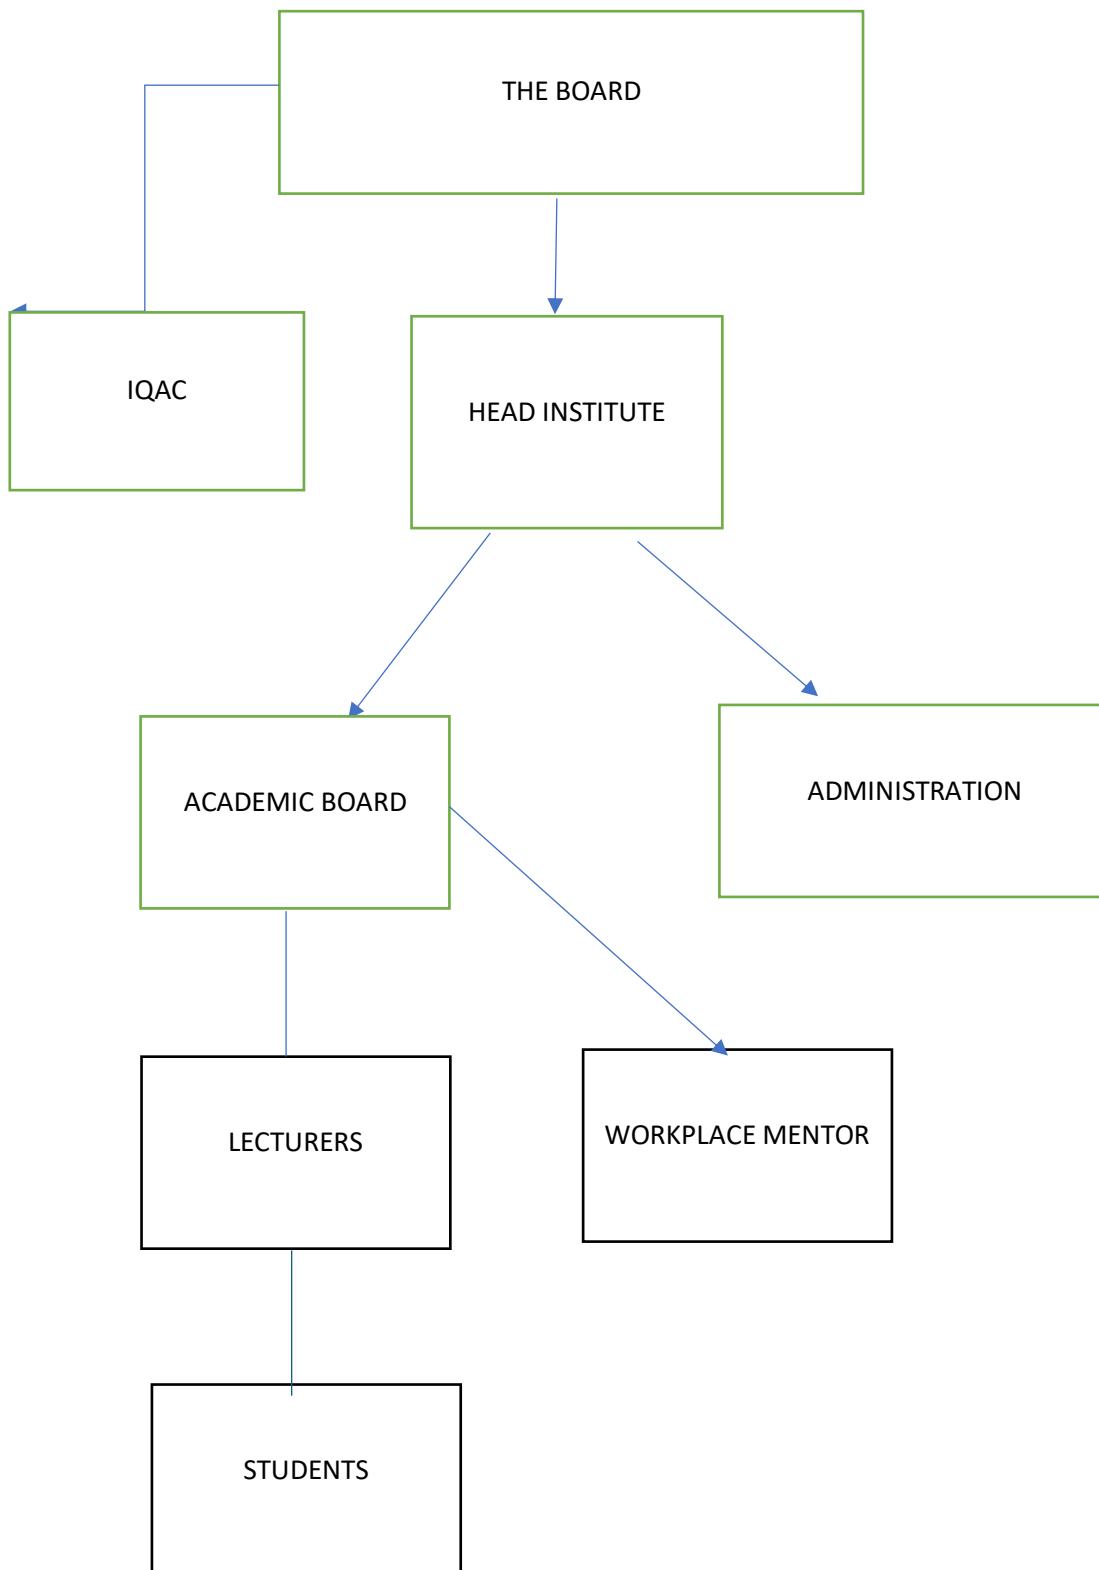 THE BOARD
IQAC
HEAD INSTITUTE
ACADEMIC BOARD
ADMINISTRATION
LECTURERS
WORKPLACE MENTOR
STUDENTS